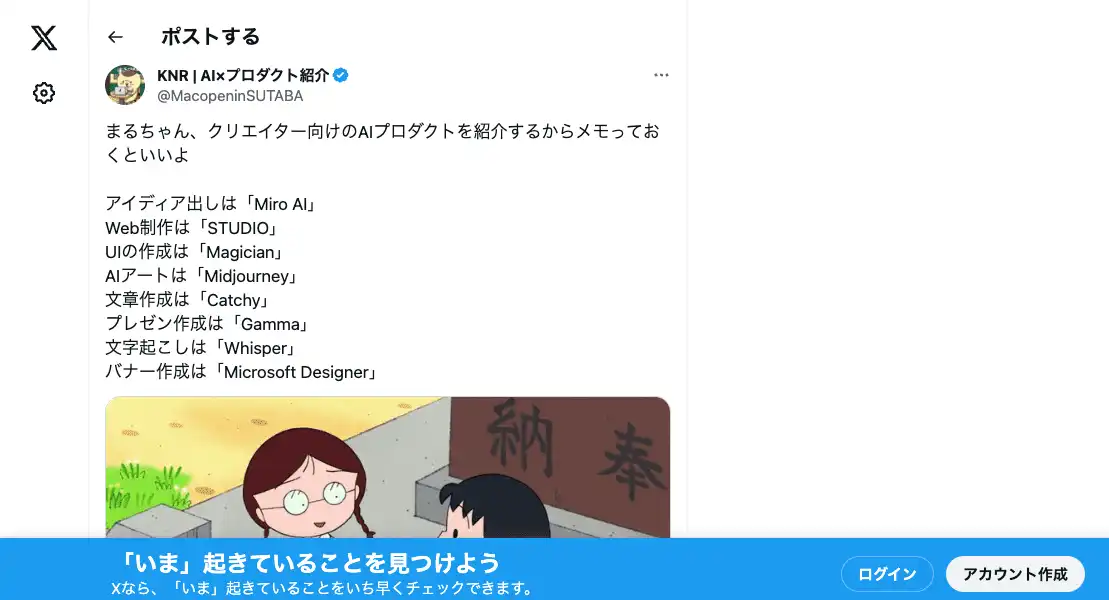 ポストする
KNR | AI×プロダクト紹介
@MacopeninSUTABA
まるちゃん、クリエイター向けのAIプロダクトを紹介するからメモってお
くといいよ
アイディア出しは「Miro AI」
Web制作は「STUDIO」
UIの作成は「Magician」
AIアートは「Midjourney」
文章作成は「Catchy」
プレゼン作成は「Gamma」
文字起こしは「Whisper」
バナー作成は「Microsoft Designer」
納
奉
「いま」起きていることを見つけよう
Xなら、「いま」起きていることをいち早くチェックできます。
ログイン
アカウント作成